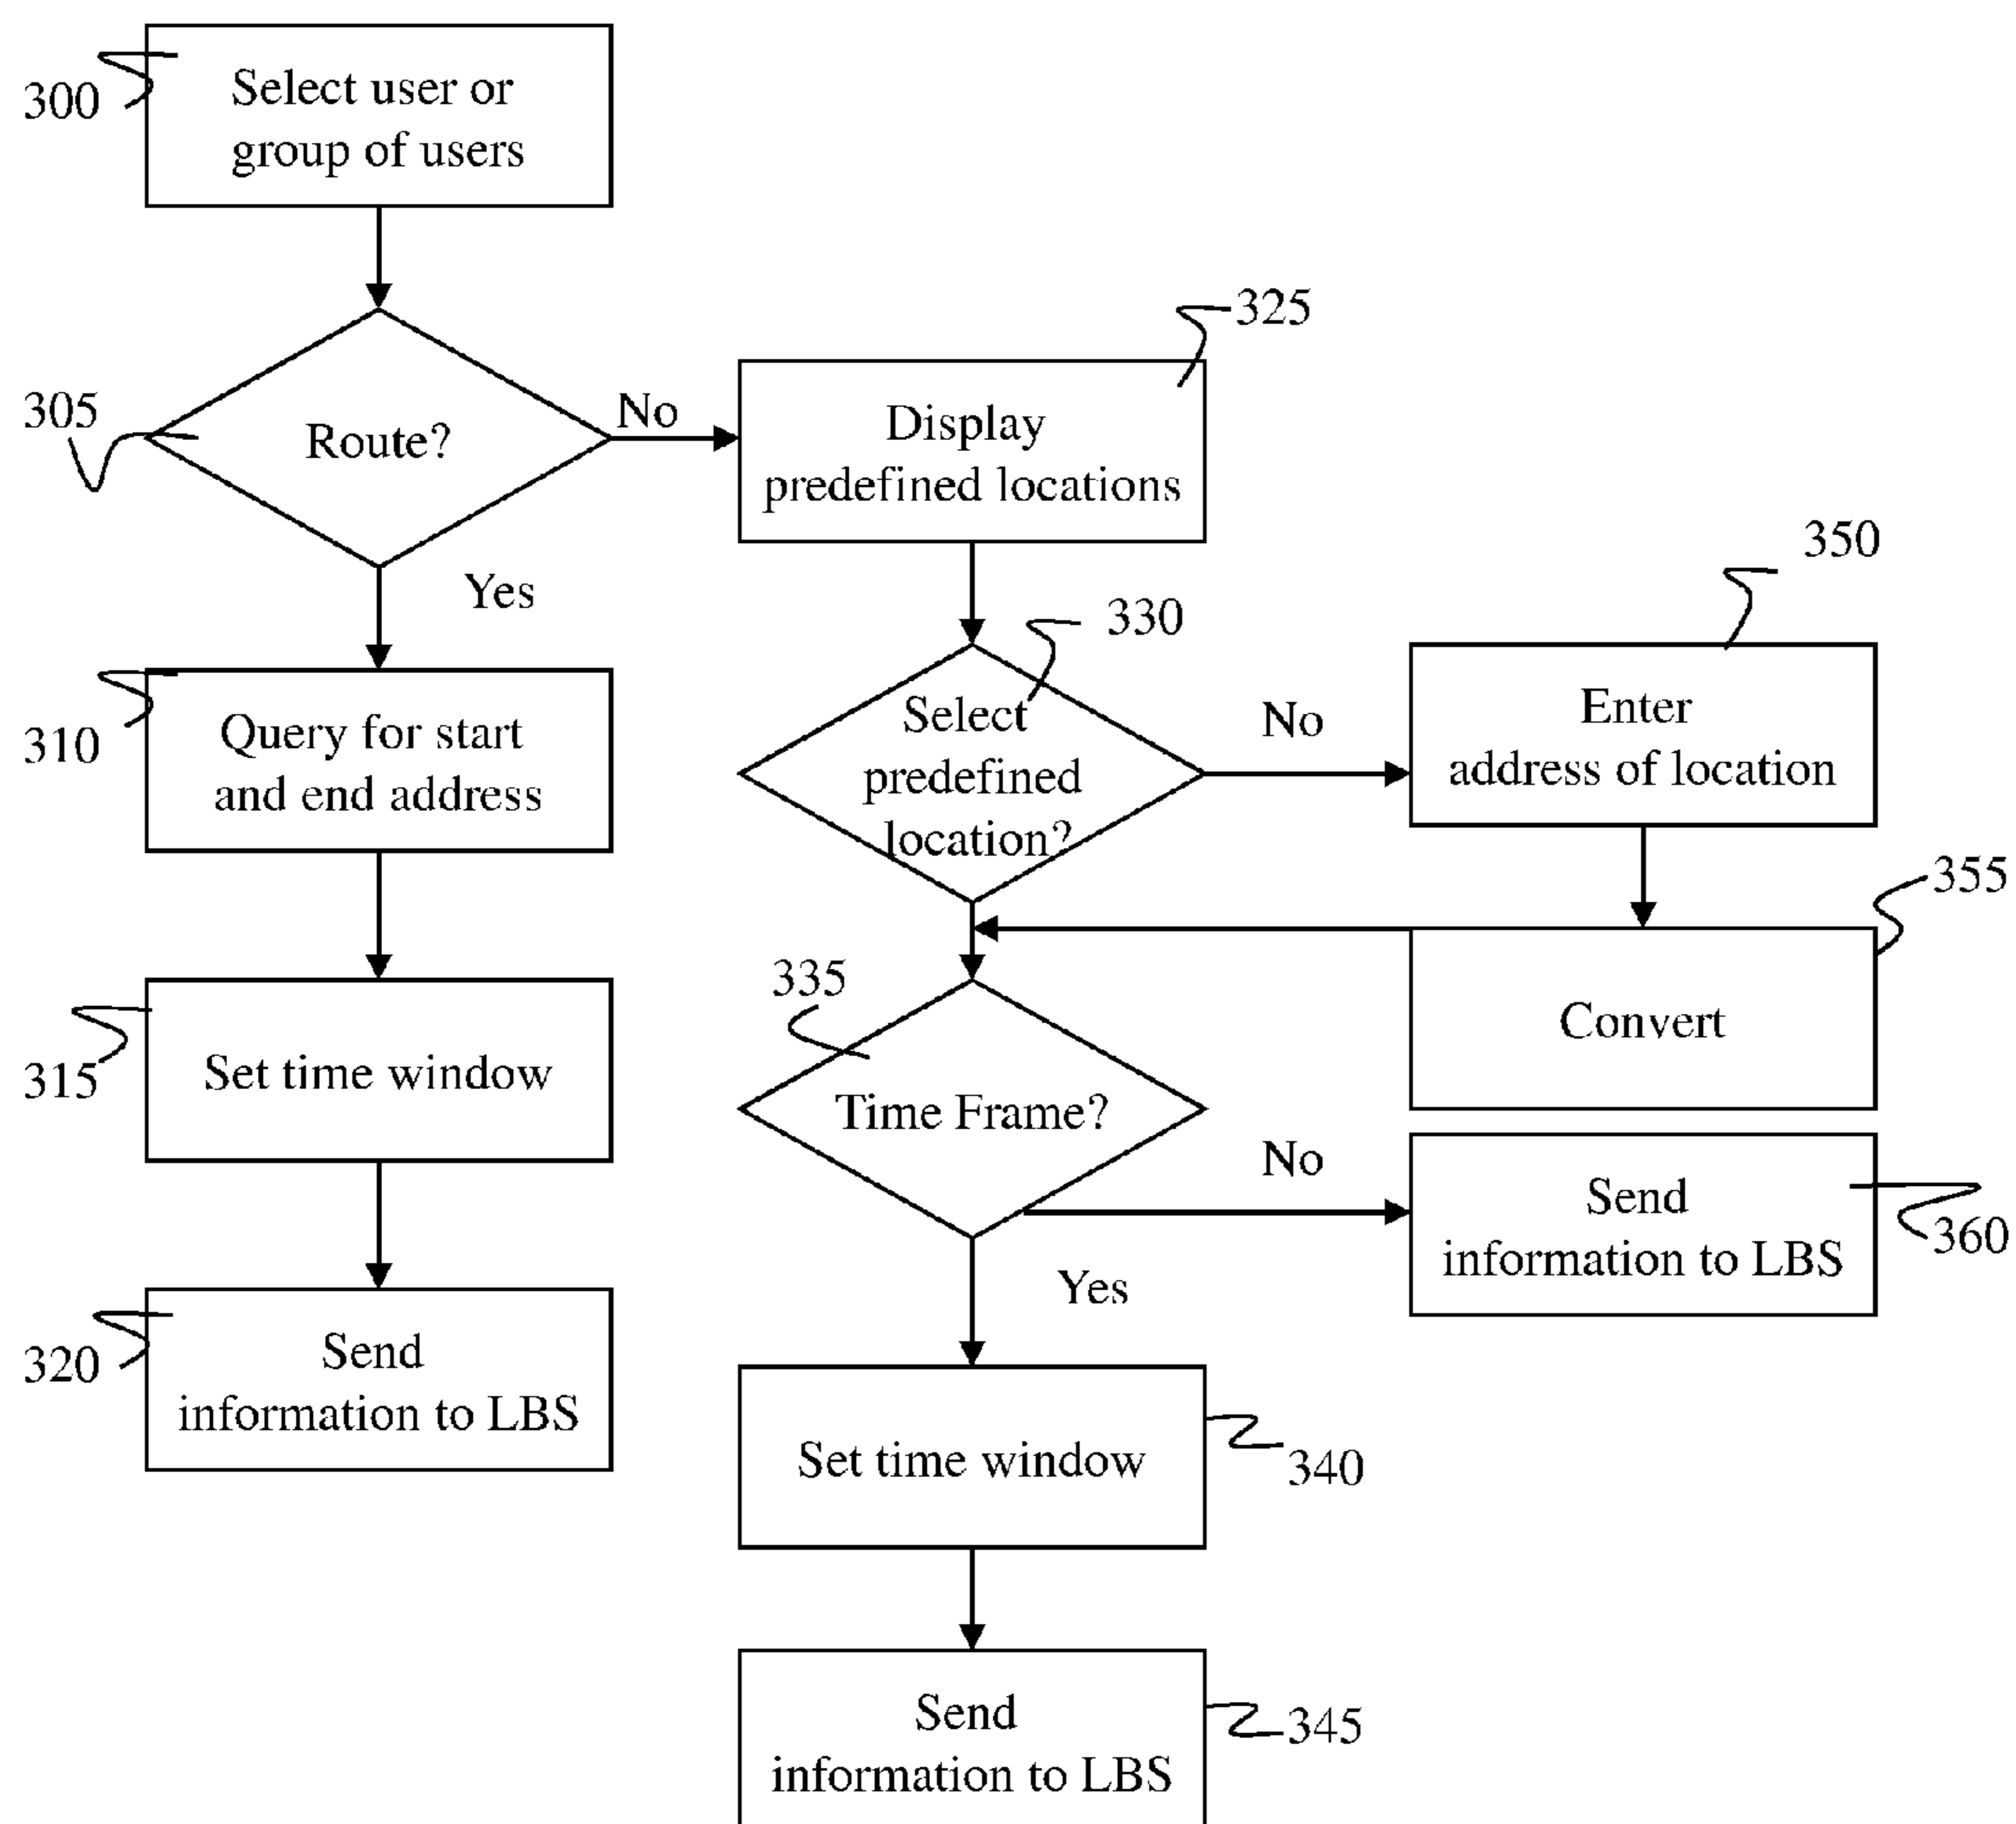 300
Select user or
group of users
305
Route?
No
Yes
325
Display
predefined locations
310
Query for start
and end address
330
Select
predefined
location?
No
350
Enter
address of location
355
Convert
315
Set time window
335
Time Frame?
No
Yes
Send
information to LBS
360
320
Send
information to LBS
Set time window
340
Send
information to LBS
345